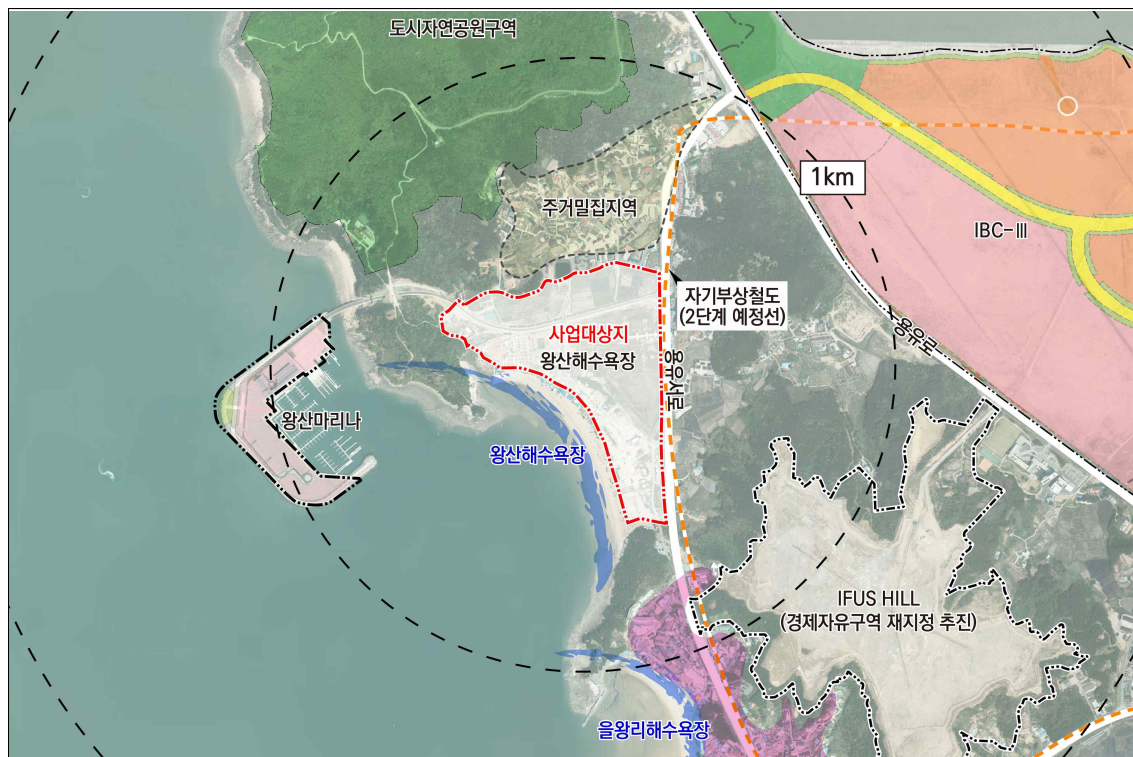 도시자연공원구역
1km
주거밀집지역
IBC-Ⅲ
자기부상철도
(2단계 예정선)
사업대상지
왕산해수욕장
용유로
용유서로
왕산마리나
왕산해수욕장
IFUS HILL
(경제자유구역 재지정 추진)
을왕리해수욕장